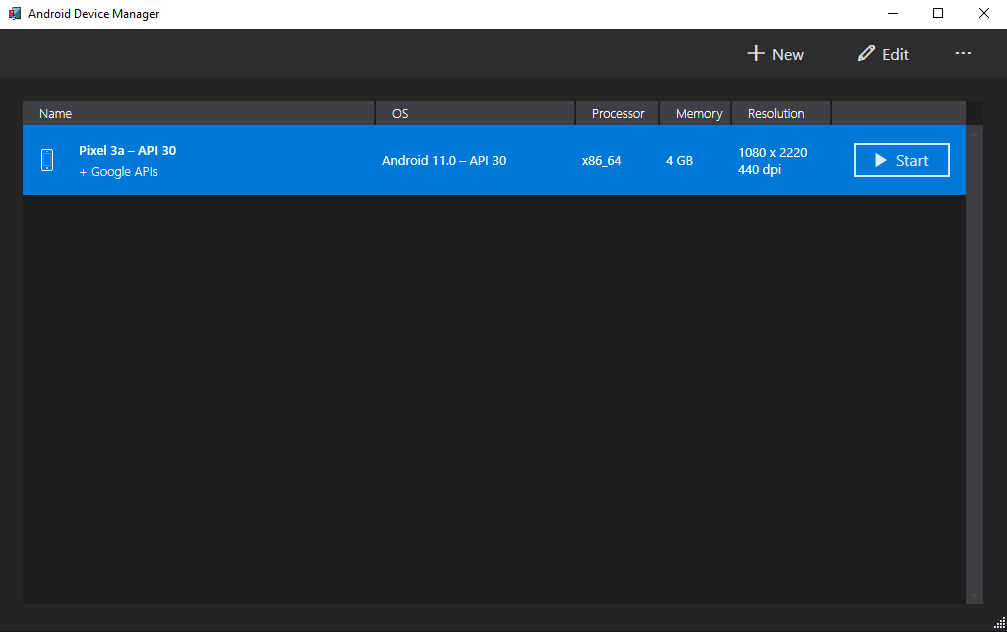 Android Device Manager
New Edit ...
Name OS Processor Memory Resolution
Pixel 3a – API 30
+ Google APIs
Android 11.0 – API 30
x86_64
4 GB
1080 x 2220
440 dpi
Start